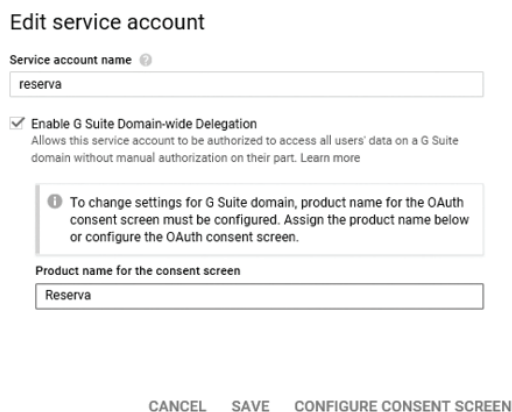 Edit service account
Service account name
reserva
Enable G Suite Domain-wide Delegation
Allows this service account to be authorized to access all users' data on a G Suite
domain without manual authorization on their part. Learn more
To change settings for G Suite domain, product name for the OAuth
consent screen must be configured. Assign the product name below
or configure the OAuth consent screen.
Product name for the consent screen
Reserva
CANCEL SAVE CONFIGURE CONSENT SCREEN